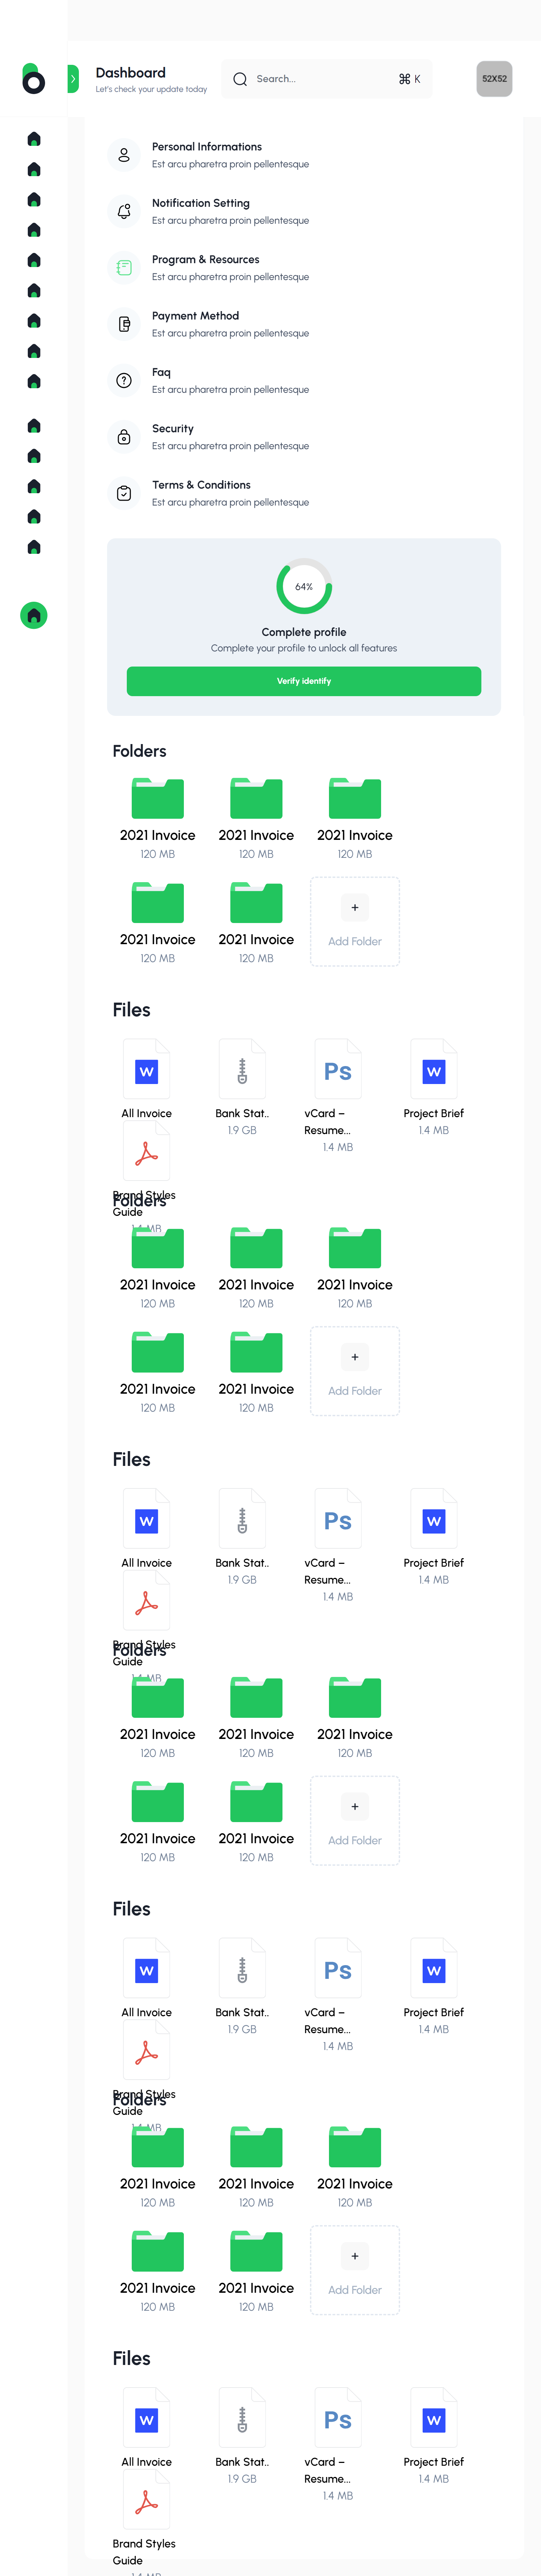 Dashboard
Let's check your update today
Search...
⌘ K
52X52
Personal Informations
Est arcu pharetra proin pellentesque
Notification Setting
Est arcu pharetra proin pellentesque
Program & Resources
Est arcu pharetra proin pellentesque
Payment Method
Est arcu pharetra proin pellentesque
Faq
Est arcu pharetra proin pellentesque
Security
Est arcu pharetra proin pellentesque
Terms & Conditions
Est arcu pharetra proin pellentesque
64%
Complete profile
Complete your profile to unlock all features
Verify identify
Folders
2021 Invoice 2021 Invoice 2021 Invoice
120 MB 120 MB 120 MB
2021 Invoice 2021 Invoice
120 MB 120 MB
+
Add Folder
Files
W Ps W
All Invoice Bank Stat.. vCard – Project Brief
1.9 GB Resume... 1.4 MB
1.4 MB
Brand Styles
Folders
Guide
1.4 MB
2021 Invoice 2021 Invoice 2021 Invoice
120 MB 120 MB 120 MB
2021 Invoice 2021 Invoice
120 MB 120 MB
+
Add Folder
Files
W Ps W
All Invoice Bank Stat.. vCard – Project Brief
1.9 GB Resume... 1.4 MB
1.4 MB
Brand Styles
Folders
Guide
1.4 MB
2021 Invoice 2021 Invoice 2021 Invoice
120 MB 120 MB 120 MB
2021 Invoice 2021 Invoice
120 MB 120 MB
+
Add Folder
Files
W Ps W
All Invoice Bank Stat.. vCard – Project Brief
1.9 GB Resume... 1.4 MB
1.4 MB
Brand Styles
Folders
Guide
1.4 MB
2021 Invoice 2021 Invoice 2021 Invoice
120 MB 120 MB 120 MB
2021 Invoice 2021 Invoice
120 MB 120 MB
+
Add Folder
Files
W Ps W
All Invoice Bank Stat.. vCard – Project Brief
1.9 GB Resume... 1.4 MB
1.4 MB
Brand Styles
Guide
1.4 MB